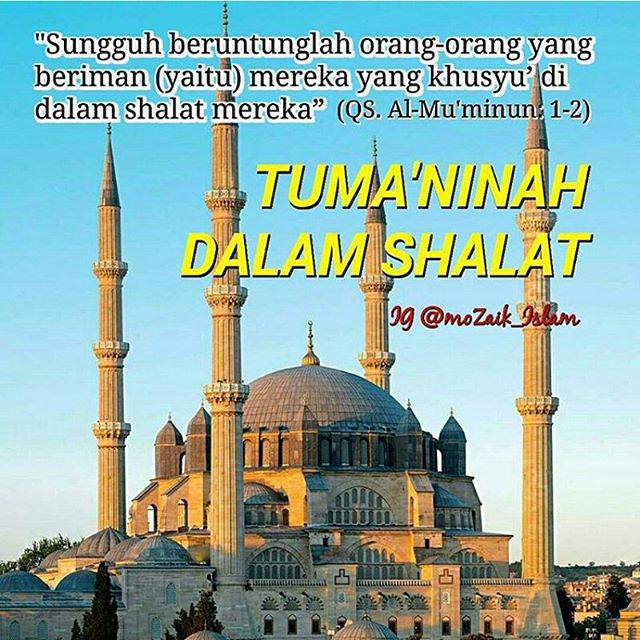 "Sungguh beruntunglah orang-orang yang
beriman (yaitu) mereka yang khusyu’ di
dalam shalat mereka” (QS. Al-Mu'minun: 1-2)
TUMA'NINAH
DALAM SHALAT
IG @moZaik_Islam